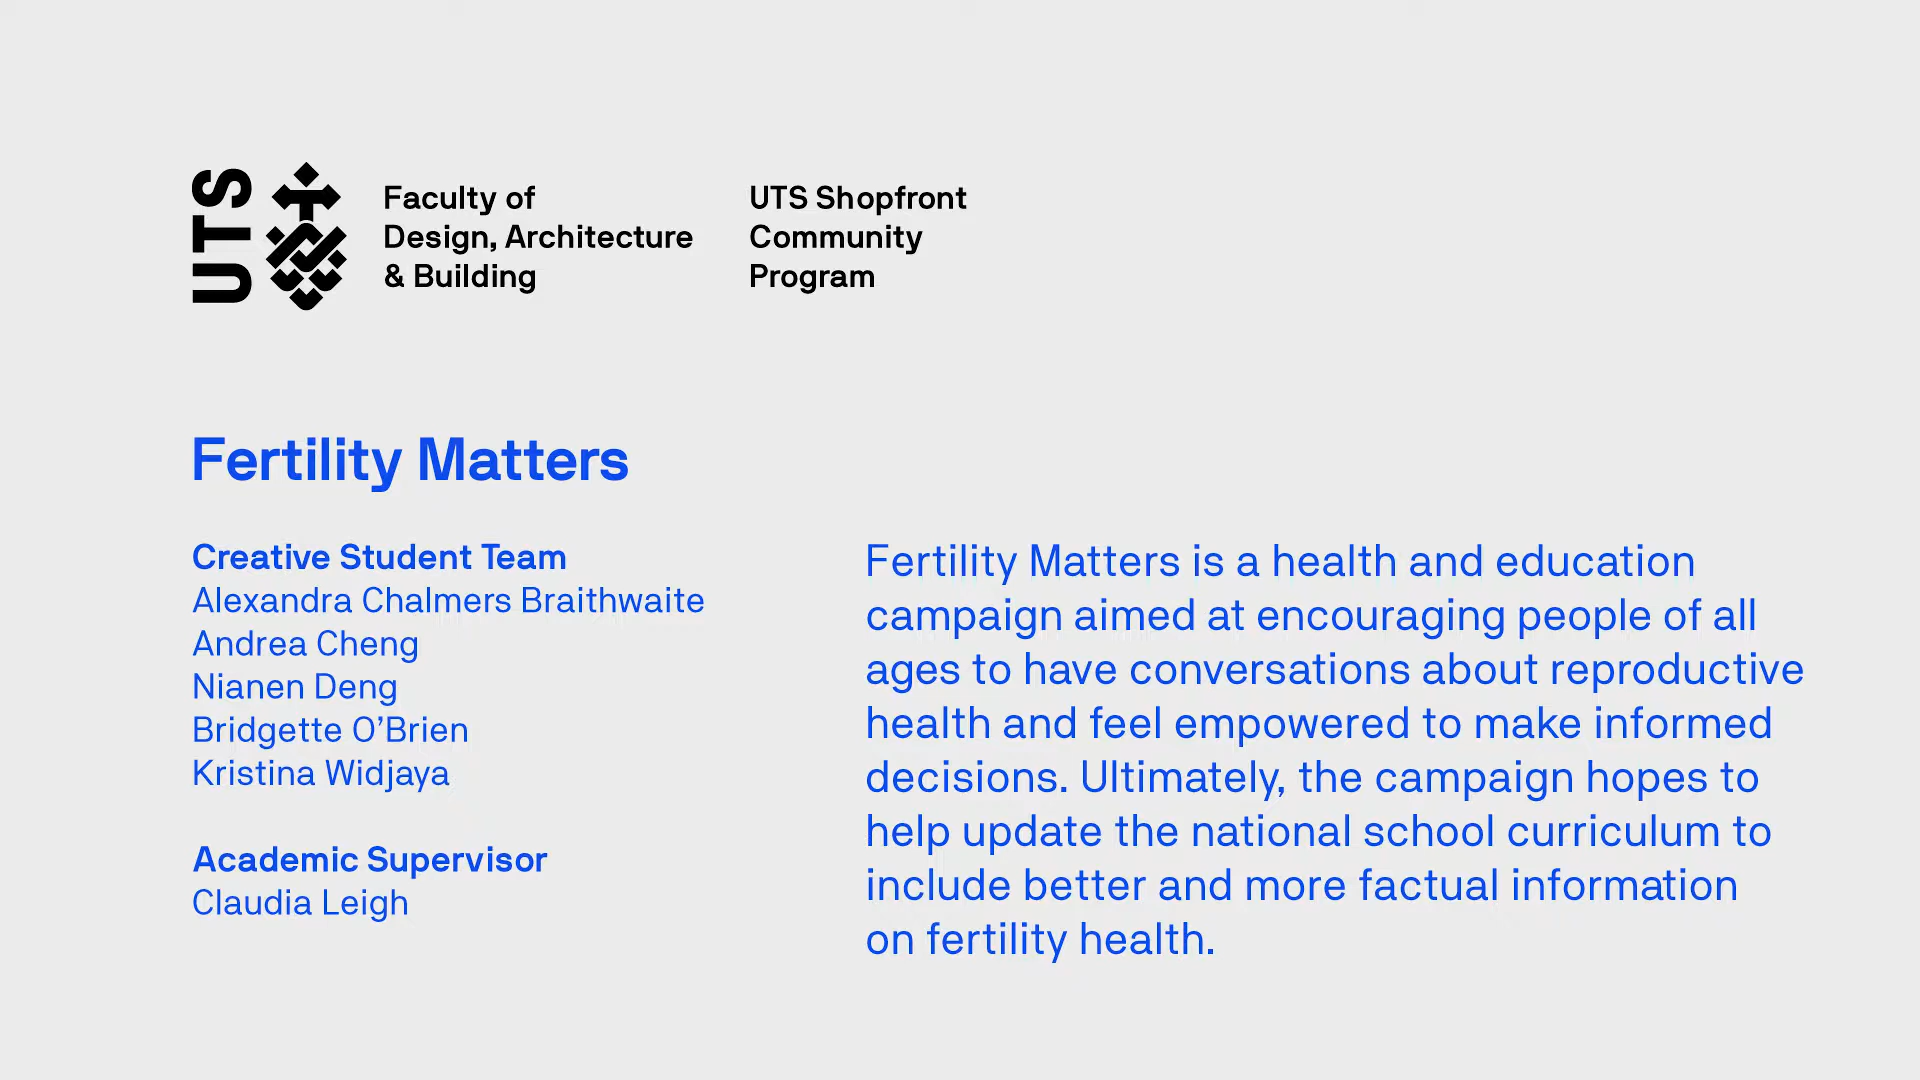 UTS
Faculty of
Design, Architecture
& Building
UTS Shopfront
Community
Program
Fertility Matters
Creative Student Team
Alexandra Chalmers Braithwaite
Andrea Cheng
Nianen Deng
Bridgette O’Brien
Kristina Widjaya
Academic Supervisor
Claudia Leigh
Fertility Matters is a health and education
campaign aimed at encouraging people of all
ages to have conversations about reproductive
health and feel empowered to make informed
decisions. Ultimately, the campaign hopes to
help update the national school curriculum to
include better and more factual information
on fertility health.